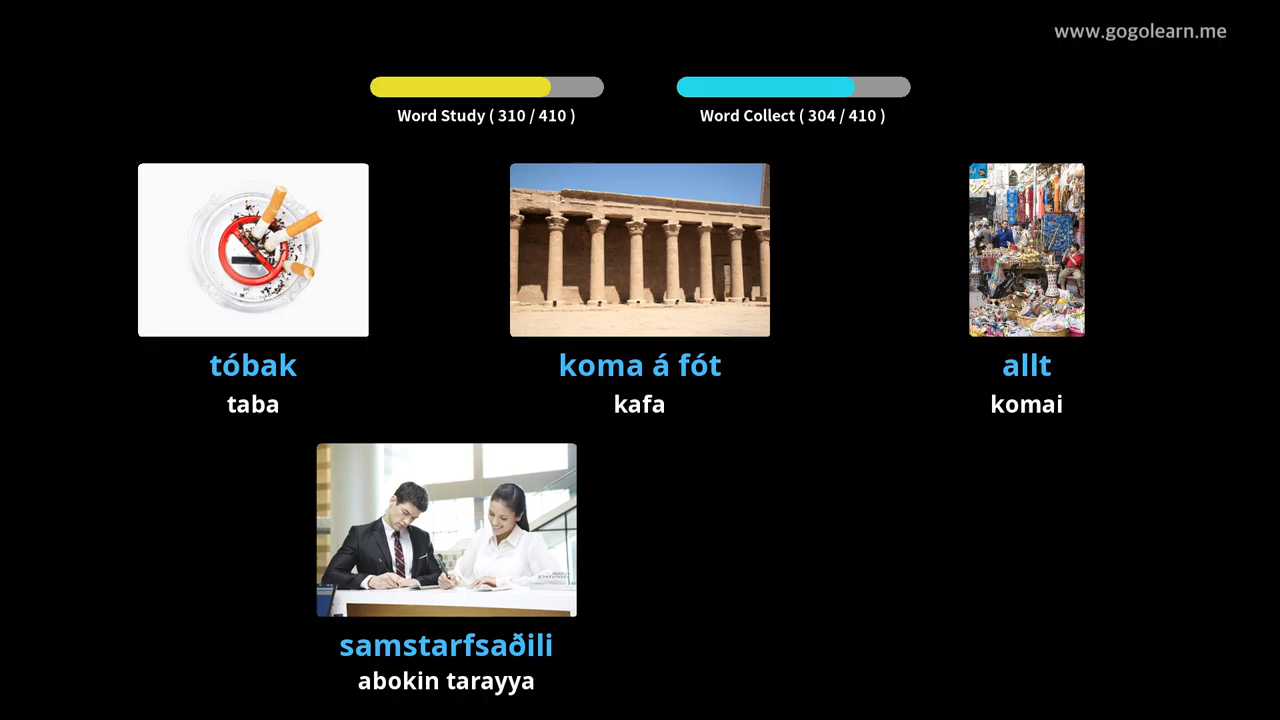 www.gogolearn.me
Word Study ( 310 / 410 )
Word Collect ( 304 / 410 )
tóbak
taba
koma á fót
kafa
allt
komai
samstarfsaðili
abokin tarayya